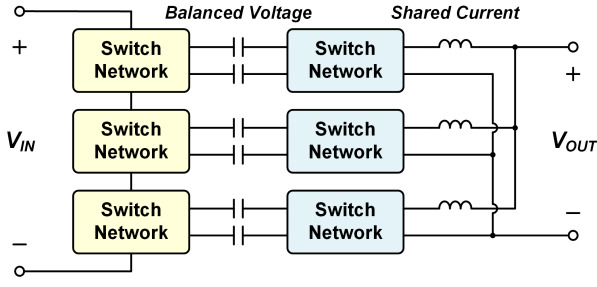 Balanced Voltage
Shared Current
+
Switch
Network
Switch
Network
+
V_IN
Switch
Network
Switch
Network
V_OUT
Switch
Network
Switch
Network
−
−